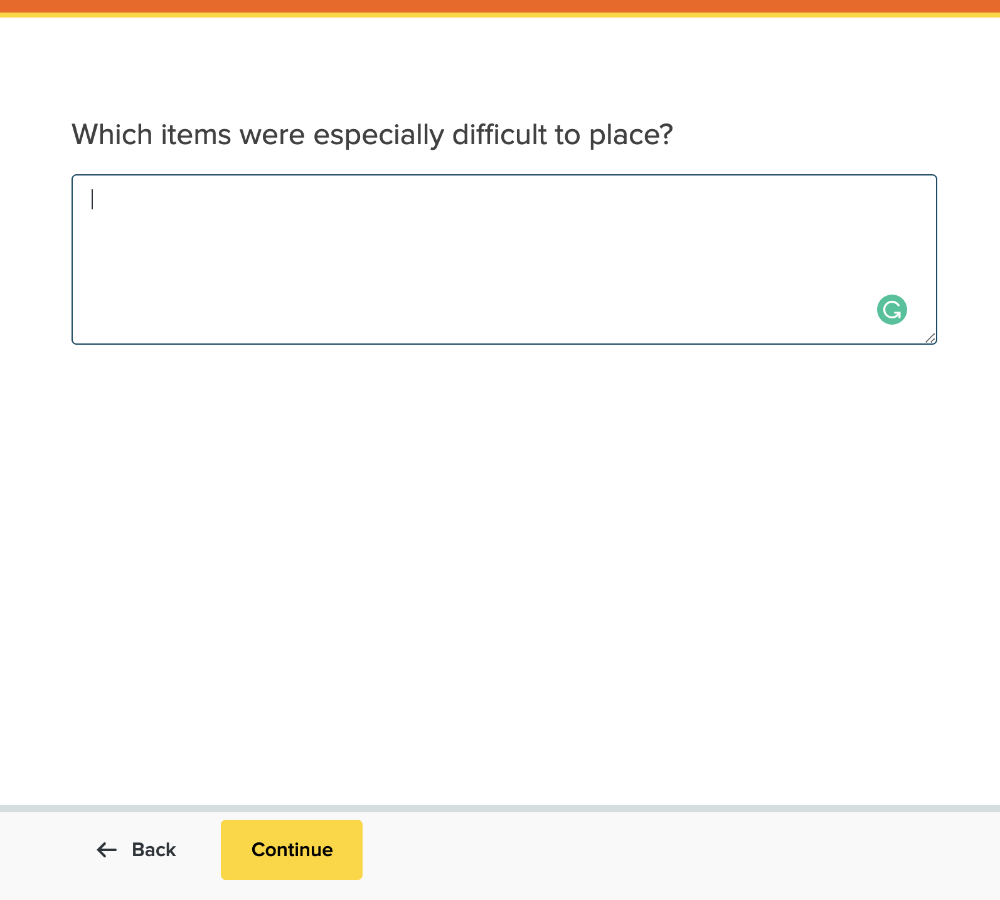 Which items were especially difficult to place?
Back
Continue